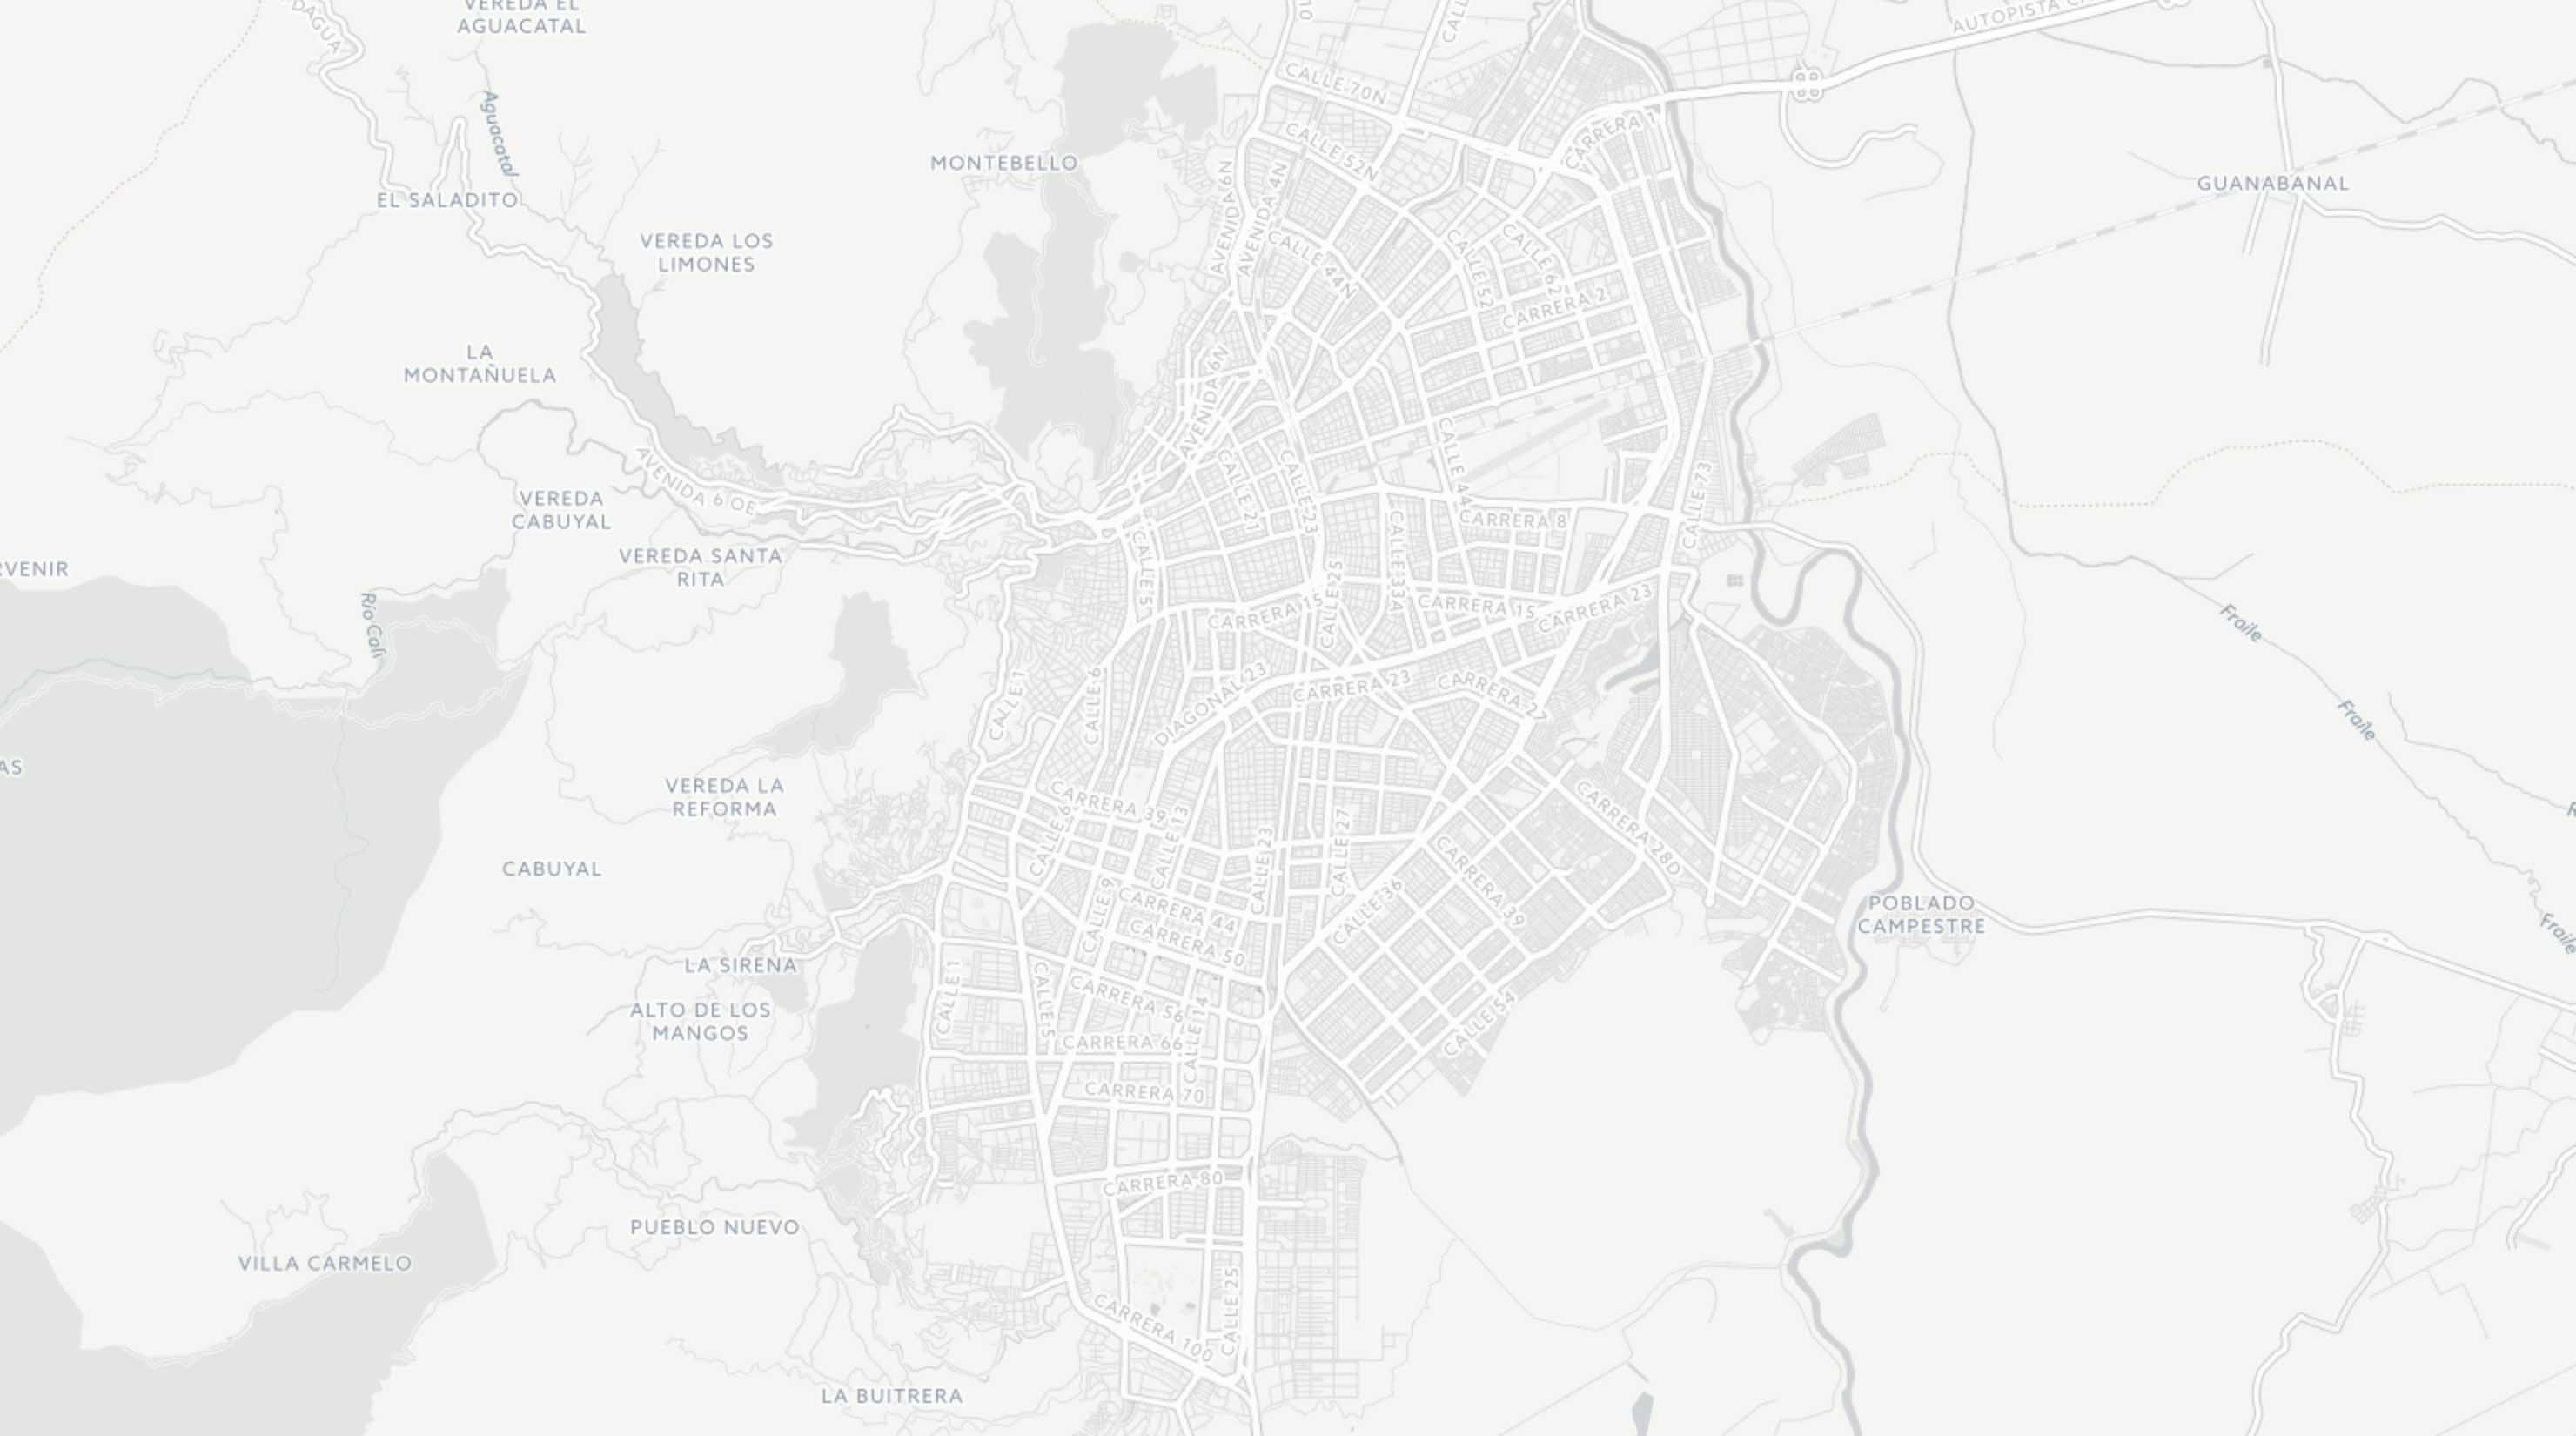 VEREDA EL
AGUACATAL
DAGUA
10
CALL
AUTOPISTA CA
CALLE 70N
Aguacatal
CARRERA 1
CALLE 52N
MONTEBELLO
GUANABANAL
EL SALADITO
AVENIDA 6N
AVENIDA 4N
VEREDA LOS
LIMONES
CALLE 44N
CALLE 52
CALLE 62
CARRERA 2
LA
MONTAÑUELA
AVENIDA 6N
AVENIDA 6 OE
CALLE 21
CALLE 23
CALLE 44
CALLE 73
VEREDA
CABUYAL
CARRERA 8
VEREDA SANTA
RITA
RVENIR
CALLE 5
CALLE 25
CALLE 33A
Río Cali
CARRERA 15
CARRERA 15
CARRERA 23
Fraile
CALLE 1
CALLE 6
DIAGONAL 23
CARRERA 23
CARRERA 27
Fraile
AS
VEREDA LA
REFORMA
CARRERA 39
CALLE 6
CALLE 13
CALLE 23
CALLE 27
CARRERA 28D
CABUYAL
CARRERA 39
CALLE 9
CARRERA 44
CALLE 36
POBLADO
CAMPESTRE
Fraile
CARRERA 50
LA SIRENA
CALLE 1
CALLE 5
CARRERA 56
CALLE 14
CALLE 54
ALTO DE LOS
MANGOS
CARRERA 66
CARRERA 70
CARRERA 80
PUEBLO NUEVO
VILLA CARMELO
CALLE 25
CARRERA 100
LA BUITRERA